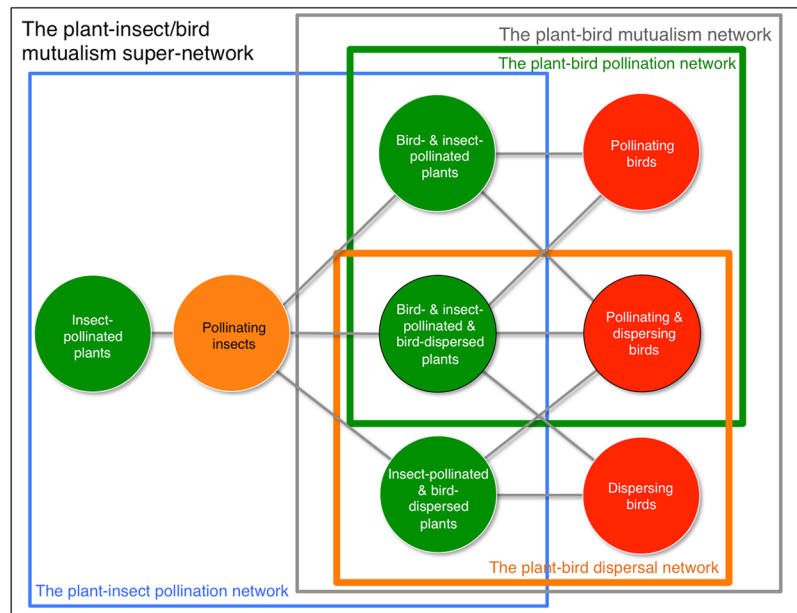 The plant-insect/bird
mutualism super-network
The plant-bird mutualism network
The plant-bird pollination network
Bird- & insect-
pollinated
plants
Pollinating
birds
Insect-
pollinated
plants
Pollinating
insects
Bird- & insect-
pollinated &
bird-dispersed
plants
Pollinating &
dispersing
birds
Insect-pollinated
& bird-
dispersed
plants
Dispersing
birds
The plant-bird dispersal network
The plant-insect pollination network